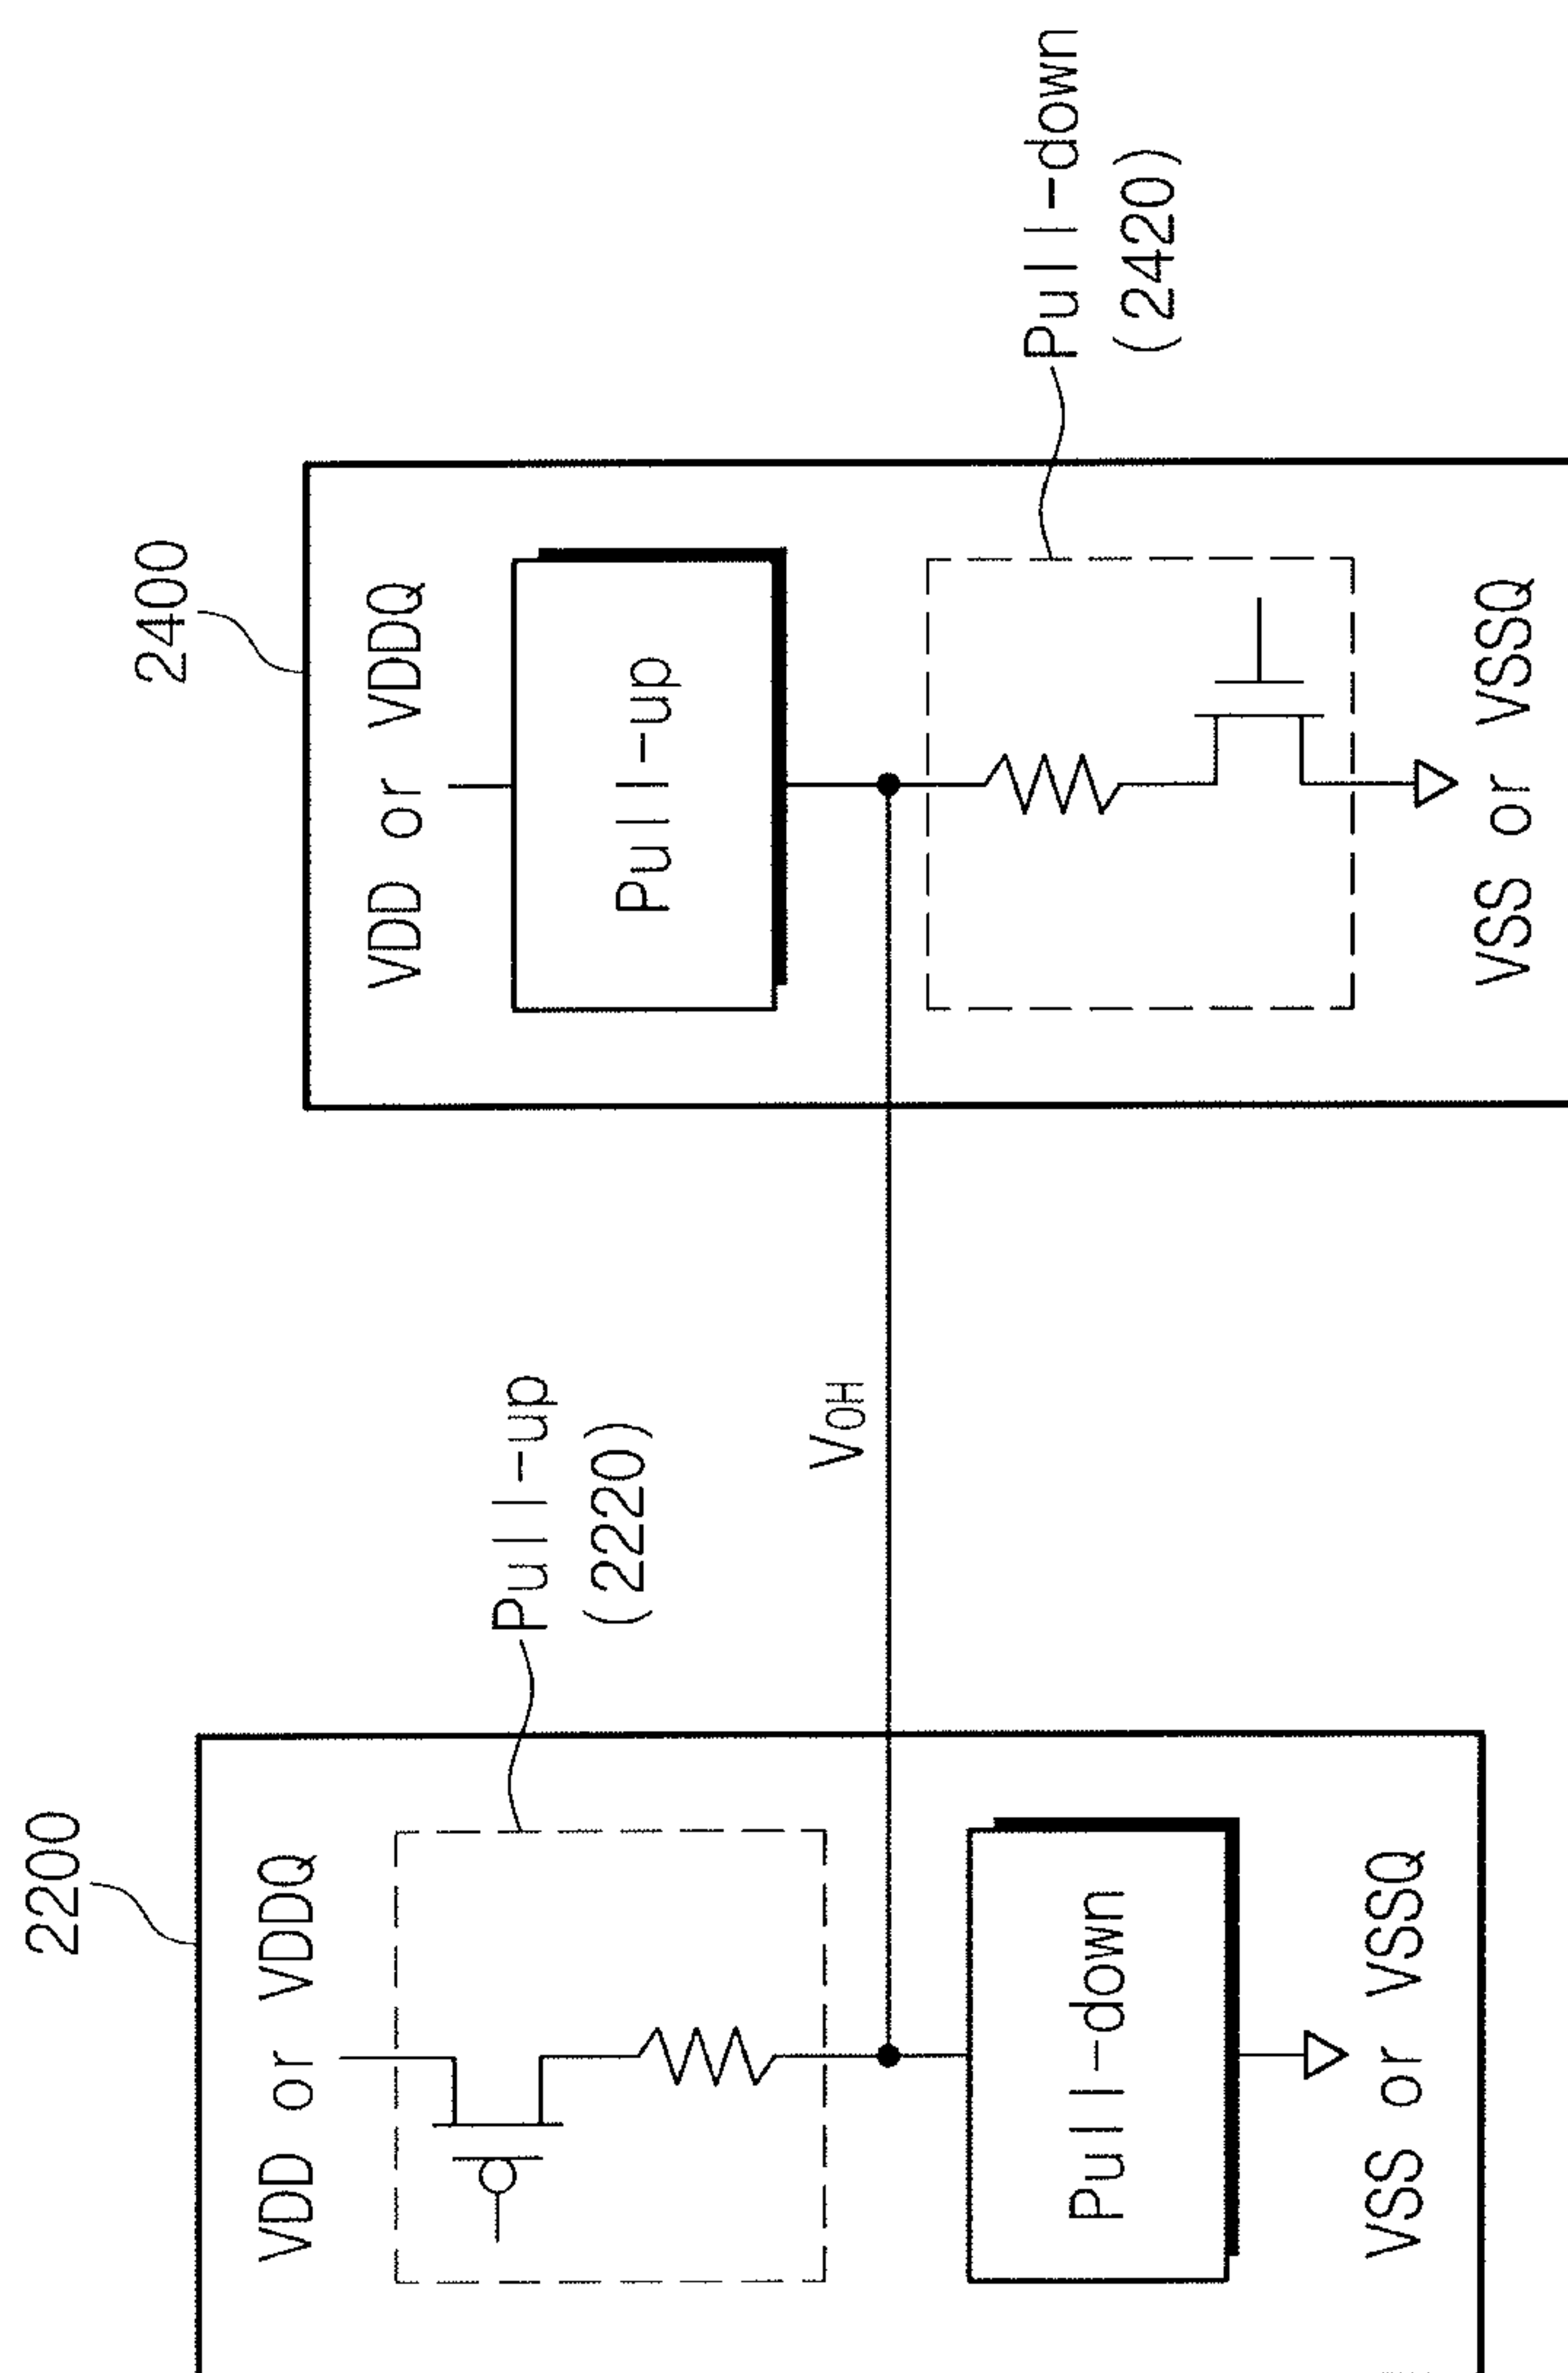 2200
VDD or VDDQ
Pull-up
(2220)
VOH
Pull-down
VSS or VSSQ
2400
VDD or VDDQ
Pull-up
Pull-down
(2420)
VSS or VSSQ